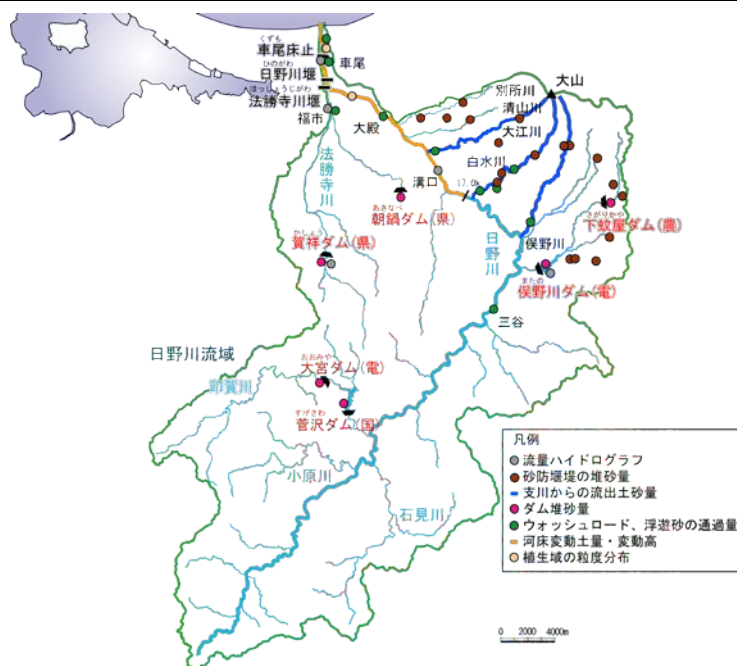 くずも
車尾床止
車尾
ひのがわ
日野川堰
ほっしょうじがわ
法勝寺川堰
福市
大殿
別所川
大山
清山川
大江川
白水川
法勝寺川
溝口
17.0k
あさなべ
朝鍋ダム(県)
さがりかや
下蚊屋ダム(農)
かしょう
賀祥ダム(県)
日野川
俣野川
またの
俣野川ダム(電)
三谷
日野川流域
おおみや
大宮ダム(電)
印賀川
すげさわ
菅沢ダム(国)
小原川
石見川
凡例
流量ハイドログラフ
砂防堰堤の堆砂量
支川からの流出土砂量
ダム堆砂量
ウォッシュロード、浮遊砂の通過量
河床変動土量・変動高
植生域の粒度分布
0 2000 4000m